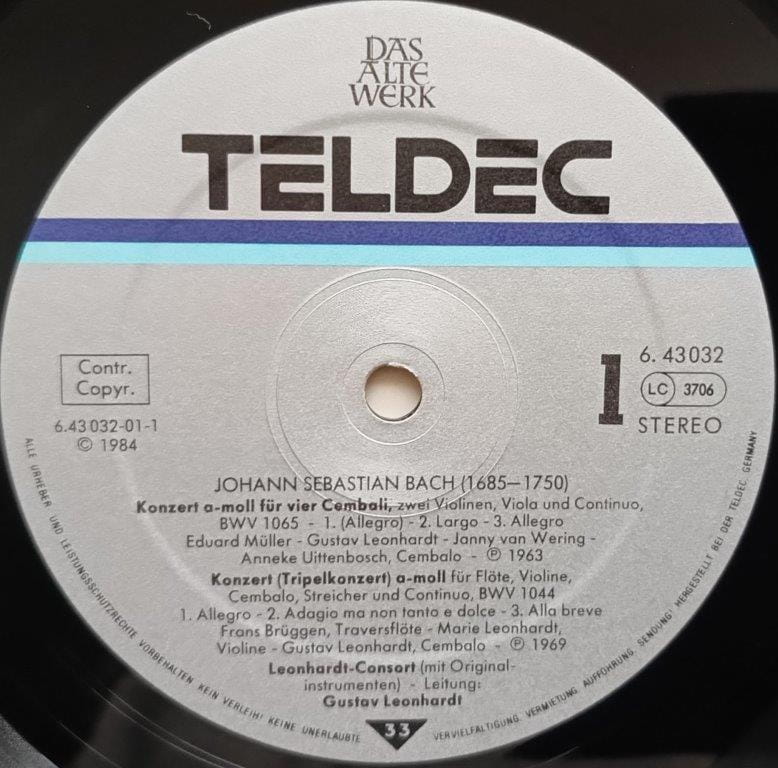 DAS
ALTE
WERK
TELDEC
Contr.
Copyr.
6.43 032-01-1
© 1984
1
6. 43032
LC 3706
STEREO
JOHANN SEBASTIAN BACH (1685—1750)
Konzert a-moll für vier Cembali, zwei Violinen, Viola und Continuo,
BWV 1065 - 1. (Allegro) - 2. Largo - 3. Allegro
Eduard Müller - Gustav Leonhardt - Janny van Wering -
Anneke Uittenbosch, Cembalo - ℗ 1963
Konzert (Tripelkonzert) a-moll für Flöte, Violine,
Cembalo, Streicher und Continuo, BWV 1044
1. Allegro - 2. Adagio ma non tanto e dolce - 3. Alla breve
Frans Brüggen, Traversflöte - Marie Leonhardt,
Violine - Gustav Leonhardt, Cembalo - ℗ 1969
Leonhardt-Consort (mit Original-
instrumenten) - Leitung:
Gustav Leonhardt
33
ALLE URHEBER UND LEISTUNGSSCHUTZRECHTE VORBEHALTEN KEIN VERLEIH! KEINE UNERLAUBTE VERVIELFÄLTIGUNG, VERMIETUNG, AUFFÜHRUNG, SENDUNG! HERGESTELLT BEI DER TELDEC GERMANY